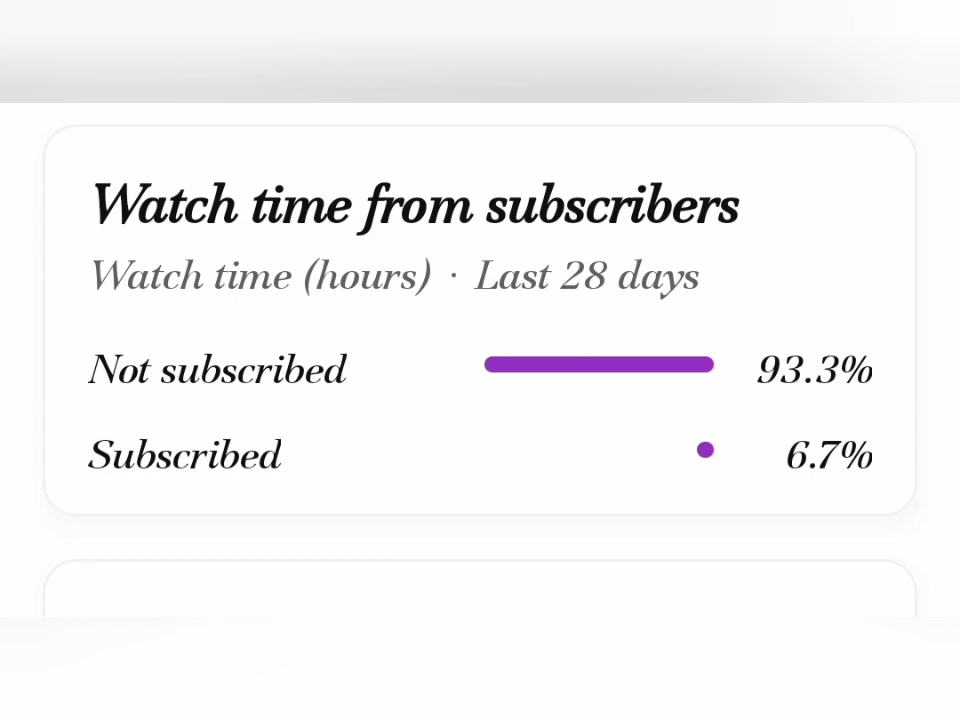 Watch time from subscribers
Watch time (hours) · Last 28 days
Not subscribed 93.3%
Subscribed 6.7%